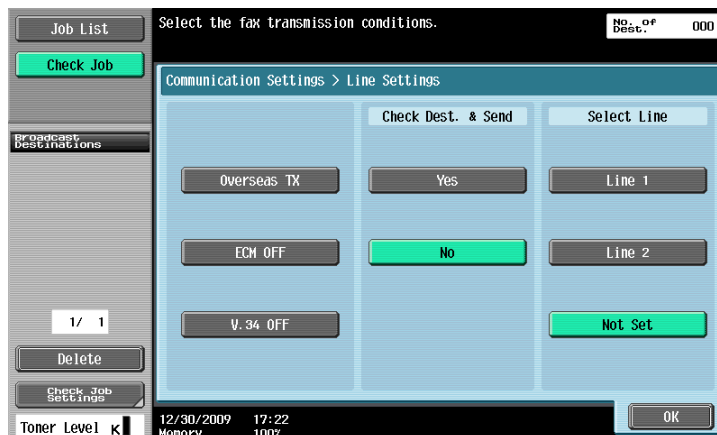 Job List
Check Job
Broadcast
Destinations
1/ 1
Delete
Check Job
Settings
Toner Level K
Select the fax transmission conditions.
No. of
Dest. 000
Communication Settings > Line Settings
Check Dest. & Send
Select Line
Overseas TX
Yes
Line 1
ECM OFF
No
Line 2
V.34 OFF
Not Set
OK
12/30/2009 17:22
Memory 100%